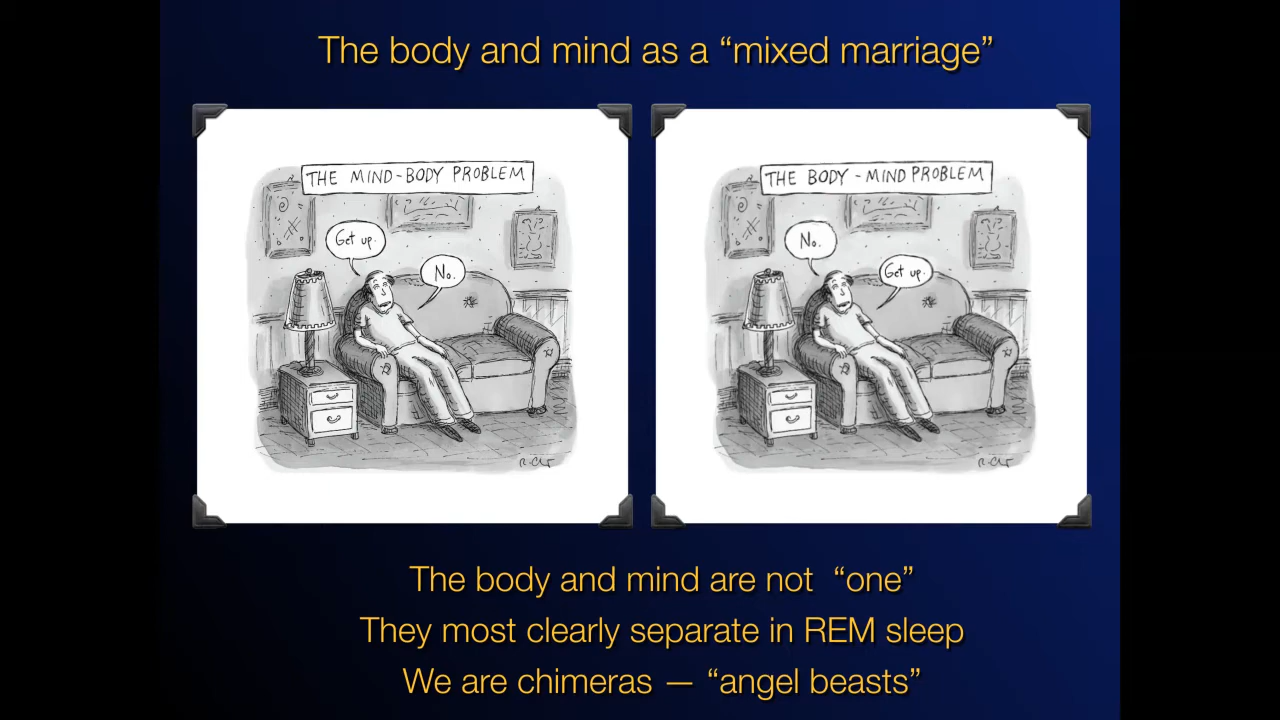 The body and mind as a “mixed marriage”
THE MIND-BODY PROBLEM
Get up.
No.
THE BODY-MIND PROBLEM
No.
Get up.
The body and mind are not “one”
They most clearly separate in REM sleep
We are chimeras — “angel beasts”